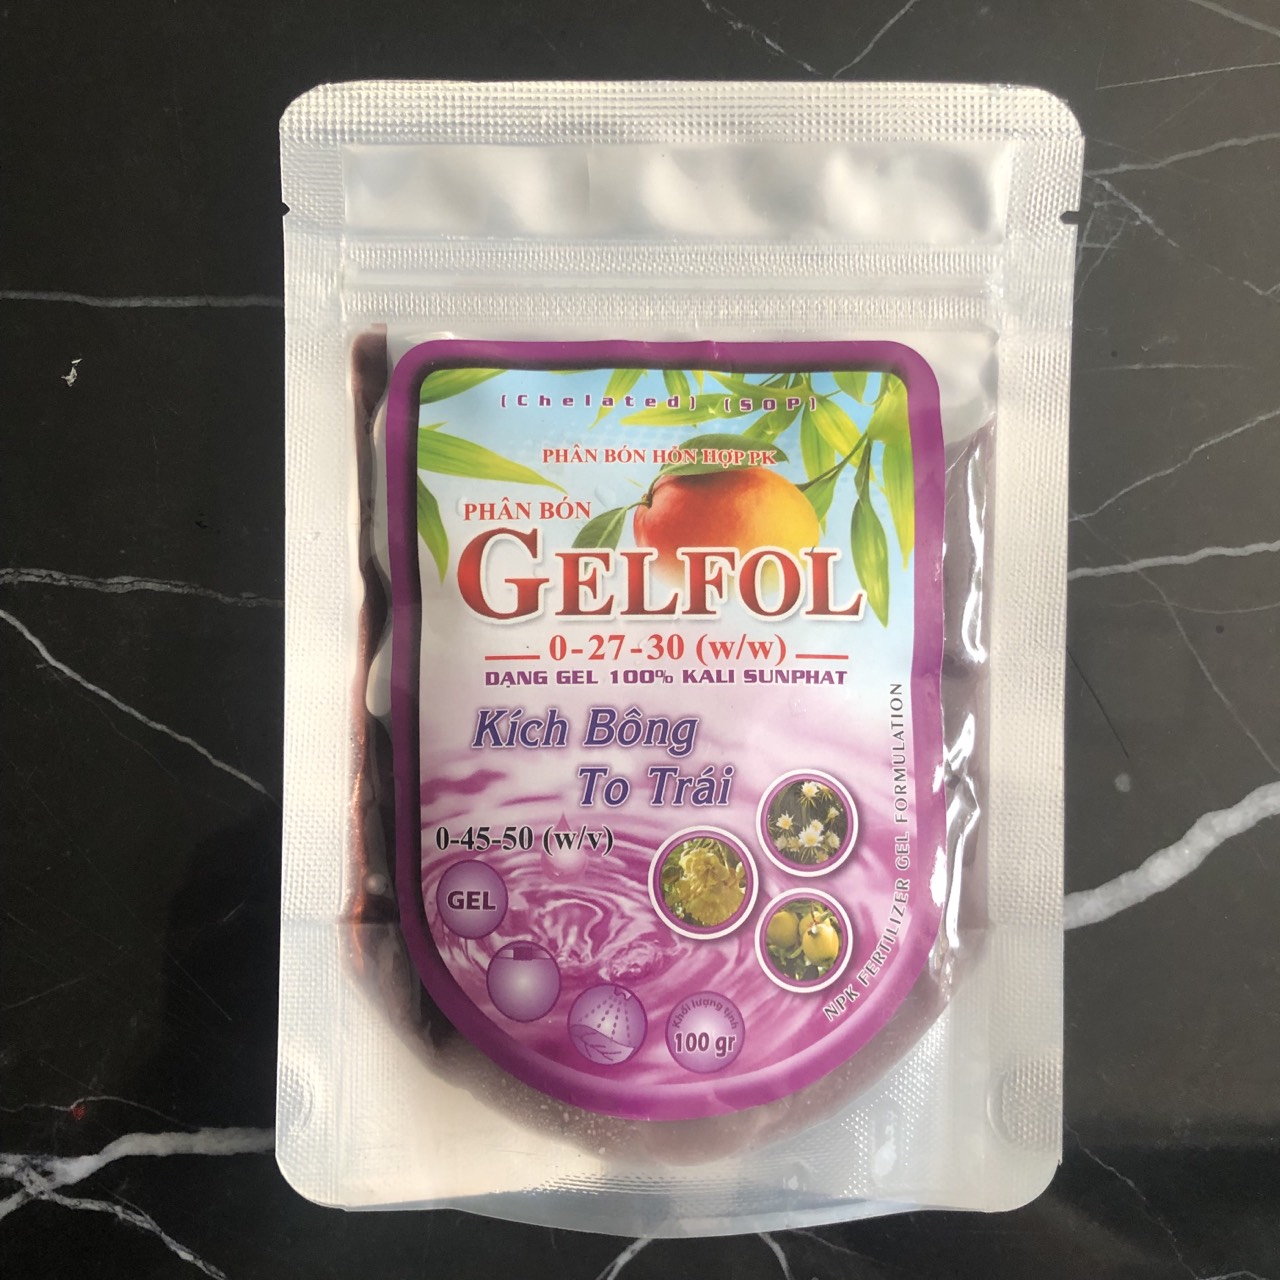 (Chelated) (SOP)
PHÂN BÓN HỖN HỢP PK
PHÂN BÓN
GELFOL
0-27-30 (w/w)
DẠNG GEL 100% KALI SUNPHAT
Kích Bông
To Trái
0-45-50 (w/v)
GEL
Khối lượng tịnh
100 gr
NPK FERTILIZER GEL FORMULATION